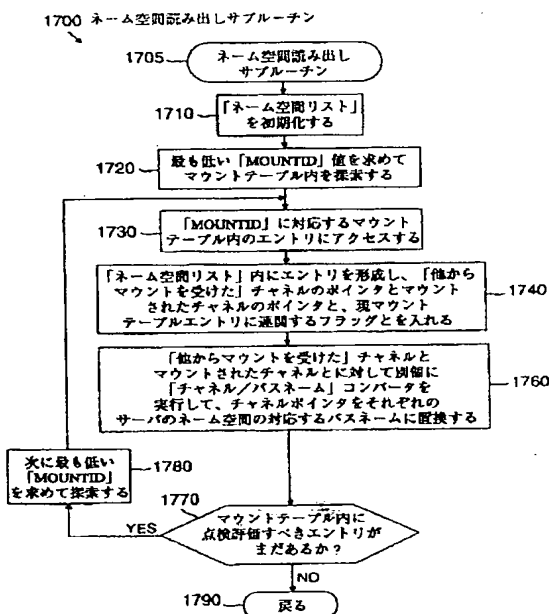 1700 ネーム空間読み出しサブルーチン
1705
ネーム空間読み出し
サブルーチン
1710
「ネーム空間リスト」
を初期化する
1720
最も低い「MOUNTID」値を求めて
マウントテーブル内を探索する
1730
「MOUNTID」に対応するマウント
テーブル内のエントリにアクセスする
「ネーム空間リスト」内にエントリを形成し、「他から
マウントを受けた」チャネルのポインタとマウント
されたチャネルのポインタと、現マウント
テーブルエントリに連関するフラッグとを入れる
1740
「他からマウントを受けた」チャネルと
マウントされたチャネルとに対して別個に
「チャネル/パスネーム」コンバータを
実行して、チャネルポインタをそれぞれの
サーバのネーム空間の対応するパスネームに置換する
1760
次に最も低い
「MOUNTID」
を求めて探索する
1780
1770
マウントテーブル内に
点検評価すべきエントリが
まだあるか?
YES
NO
1790
戻る